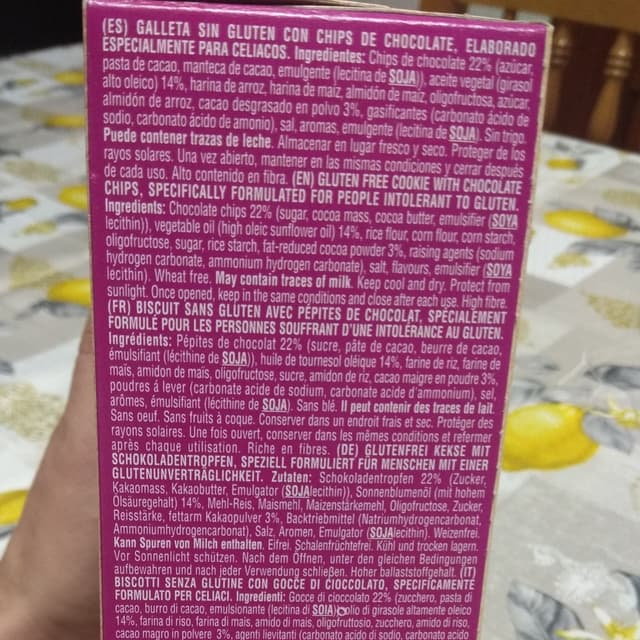 (ES) GALLETA SIN GLUTEN CON CHIPS DE CHOCOLATE, ELABORADO
ESPECIALMENTE PARA CELIACOS. Ingredientes: Chips de chocolate 22% (azúcar,
pasta de cacao, manteca de cacao, emulgente (lecitina de SOJA)), aceite vegetal (girasol
alto oleico) 14%, harina de arroz, harina de maíz, almidón de maíz, oligofructosa, azúcar,
almidón de arroz, cacao desgrasado en polvo 3%, gasificantes (carbonato ácido de
sodio, carbonato ácido de amonio), sal, aromas, emulgente (lecitina de SOJA). Sin trigo.
Puede contener trazas de leche. Almacenar en lugar fresco y seco. Proteger de los
rayos solares. Una vez abierto, mantener en las mismas condiciones y cerrar después
de cada uso. Alto contenido en fibra. (EN) GLUTEN FREE COOKIE WITH CHOCOLATE
CHIPS, SPECIFICALLY FORMULATED FOR PEOPLE INTOLERANT TO GLUTEN.
Ingredients: Chocolate chips 22% (sugar, cocoa mass, cocoa butter, emulsifier (SOYA
lecithin)), vegetable oil (high oleic sunflower oil) 14%, rice flour, corn flour, corn starch,
oligofructose, sugar, rice starch, fat-reduced cocoa powder 3%, raising agents (sodium
hydrogen carbonate, ammonium hydrogen carbonate), salt, flavours, emulsifier (SOYA
lecithin). Wheat free. May contain traces of milk. Keep cool and dry. Protect from
sunlight. Once opened, keep in the same conditions and close after each use. High fibre.
(FR) BISCUIT SANS GLUTEN AVEC PÉPITES DE CHOCOLAT, SPÉCIALEMENT
FORMULÉ POUR LES PERSONNES SOUFFRANT D'UNE INTOLÉRANCE AU GLUTEN.
Ingrédients: Pépites de chocolat 22% (sucre, pâte de cacao, beurre de cacao,
émulsifiant (lécithine de SOJA)), huile de tournesol oléique 14%, farine de riz, farine de
maïs, amidon de maïs, oligofructose, sucre, amidon de riz, cacao maigre en poudre 3%,
poudres á lever (carbonate acide de sodium, carbonate acide d'ammonium), sel,
arômes, émulsifiant (lécithine de SOJA). Sans blé. Il peut contenir des traces de lait.
Sans oeuf. Sans fruits à coque. Conserver dans un endroit frais et sec. Protéger des
rayons solaires. Une fois ouvert, conserver dans les mêmes conditions et refermer
après chaque utilisation. Riche en fibres. (DE) GLUTENFREI KEKSE MIT
SCHOKOLADENTROPFEN, SPEZIELL FORMULIERT FÜR MENSCHEN MIT EINER
GLUTENUNVERTRÄGLICHKEIT. Zutaten: Schokoladentropfen 22% (Zucker,
Kakaomass, Kakaobutter, Emulgator (SOJAlecithin)), Sonnenblumenöl (mit hohem
Ölsäuregehalt) 14%, Mehl-Reis, Maismehl, Maizenstärkemehl, Oligofructose, Zucker,
Reisstärke, fettarm Kakaopulver 3%, Backtriebmittel (Natriumhydrogencarbonat,
Ammoniumhydrogencarbonat), Salz, Aromen, Emulgator (SOJAlecithin). Weizenfrei.
Kann Spuren von Milch enthalten. Eifrei. Schalenfrüchtefrei. Kühl und trocken lagern.
Vor Sonnenlicht schützen. Nach dem Öffnen, unter den gleichen Bedingungen
aufbewahren und nach jeder Verwendung schließen. Hoher ballaststoffgehalt. (IT)
BISCOTTI SENZA GLUTINE CON GOCCE DI CIOCCOLATO, SPECIFICAMENTE
FORMULATO PER CELIACI. Ingredienti: Gocce di cioccolato 22% (zucchero, pasta di
cacao, burro di cacao, emulsionante (lecitina di SOIA)), olio di girasole altamente oleico
14%, farina di riso, farina di mais, amido di mais, oligofruttosio, zucchero, amido di riso,
cacao magro in polvere 3%, agenti lievitanti (carbonato acido di sodio, carbonato acido